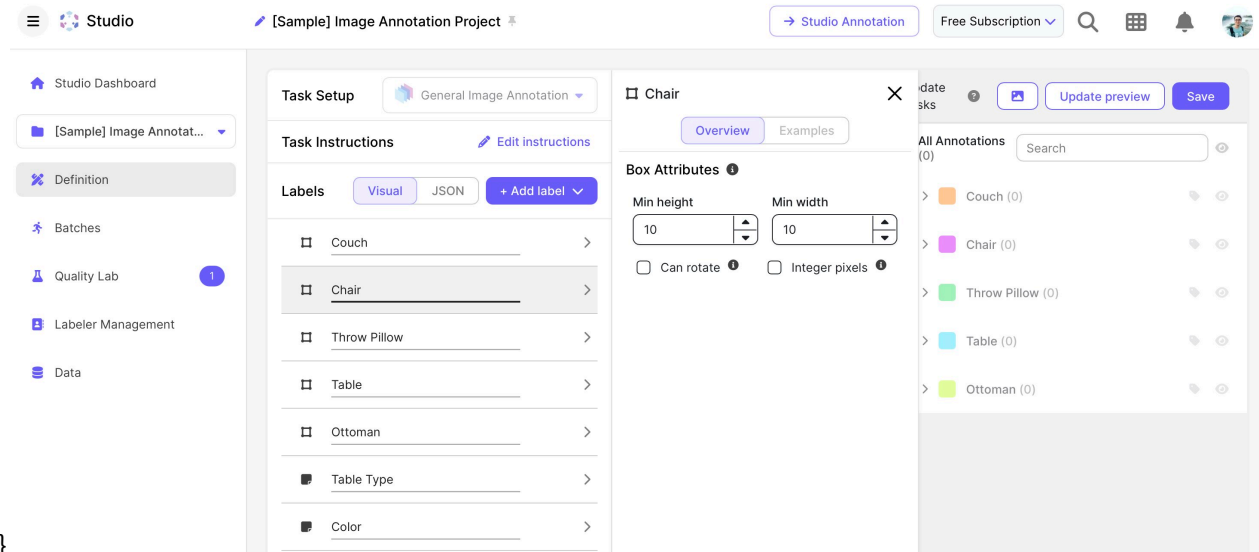 Studio
[Sample] Image Annotation Project
→ Studio Annotation
Free Subscription
Studio Dashboard
[Sample] Image Annotat...
Definition
Batches
Quality Lab
1
Labeler Management
Data
}
Task Setup
General Image Annotation
Task Instructions
Edit instructions
Labels
Visual
JSON
+ Add label
Couch
Chair
Throw Pillow
Table
Ottoman
Table Type
Color
Chair
Overview
Examples
Box Attributes
Min height
Min width
10
10
Can rotate
Integer pixels
date
sks
Update preview
Save
All Annotations
(0)
Search
Couch (0)
Chair (0)
Throw Pillow (0)
Table (0)
Ottoman (0)